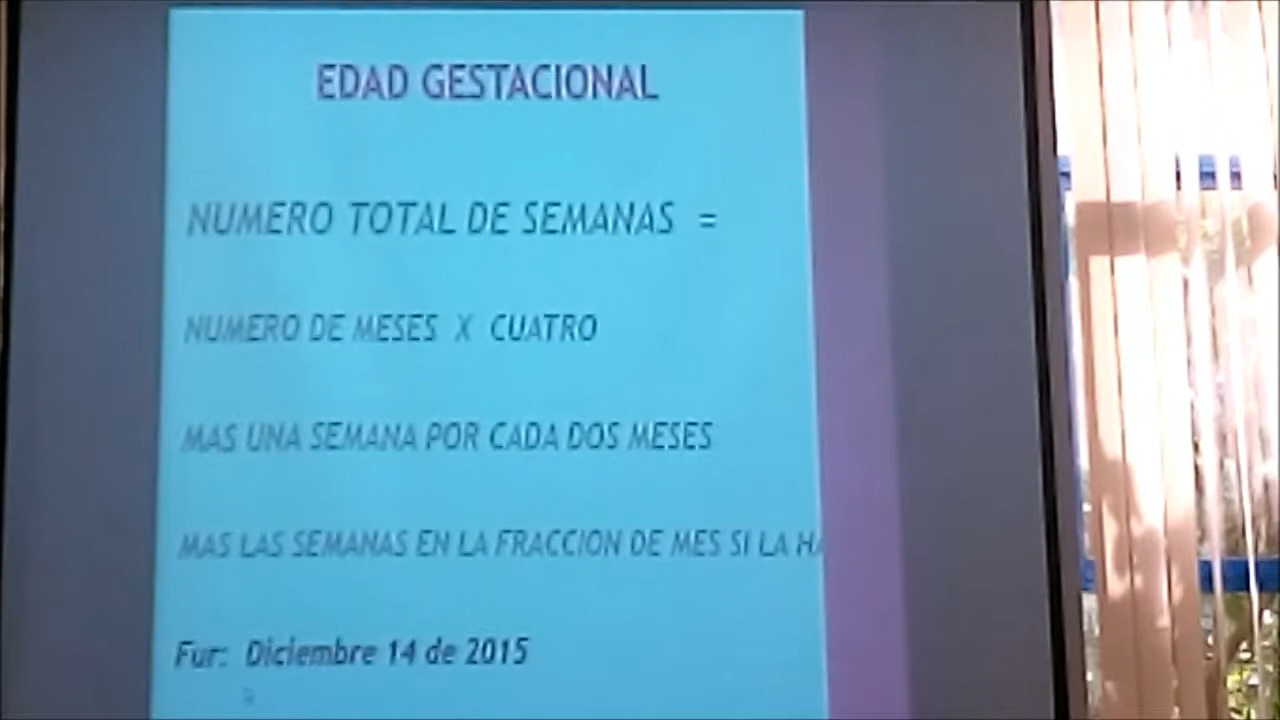 EDAD GESTACIONAL
NUMERO TOTAL DE SEMANAS =
NUMERO DE MESES X CUATRO
MAS UNA SEMANA POR CADA DOS MESES
MAS LAS SEMANAS EN LA FRACCION DE MES SI LA
Fur: Diciembre 14 de 2015